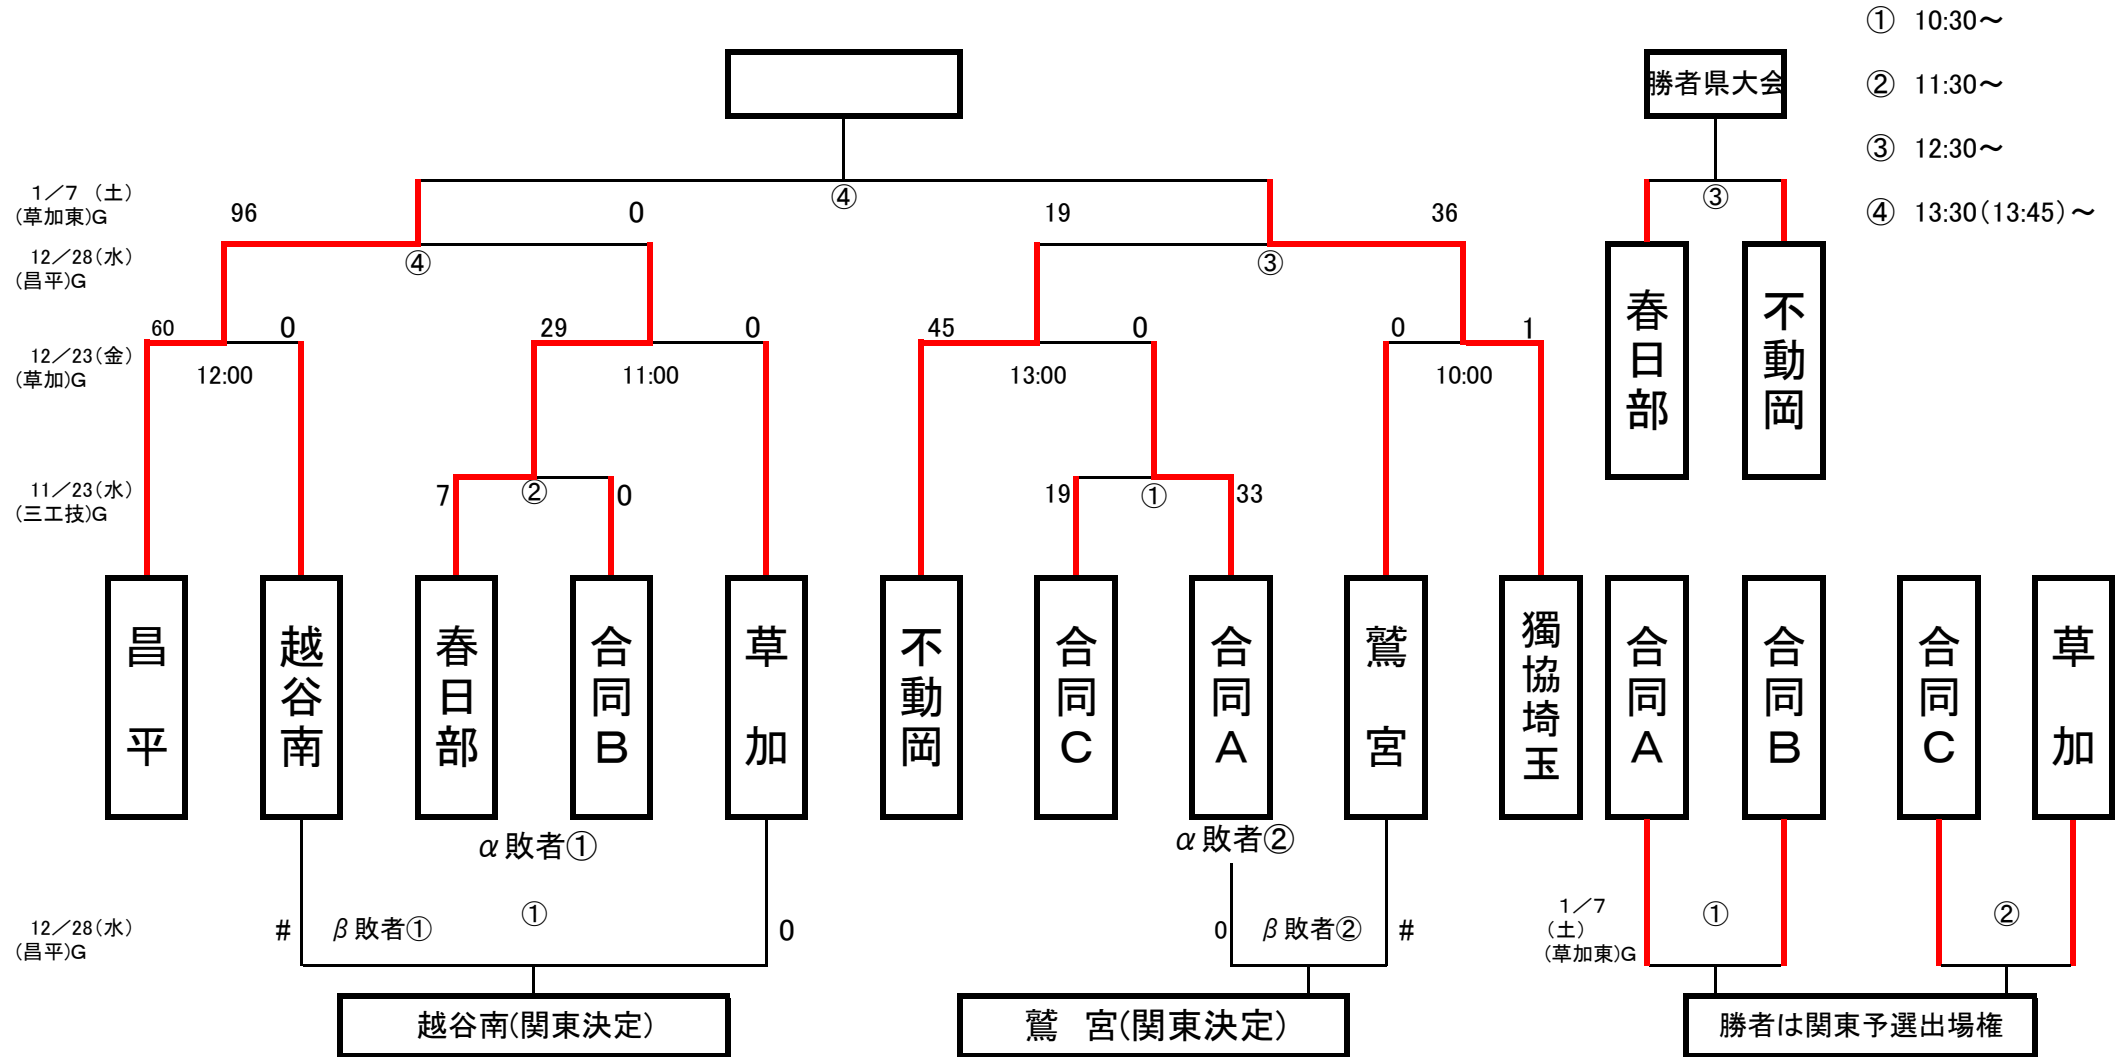 ① 10:30～
② 11:30～
③ 12:30～
④ 13:30(13:45)～
勝者県大会
③
春日部
不動岡
1／7 (土)
(草加東)G
96
0
④
19
36
12／28(水)
(昌平)G
④
③
60
0
29
0
45
0
0
1
12／23(金)
(草加)G
12:00
11:00
13:00
10:00
11／23(水)
(三工技)G
7
②
0
19
①
33
昌平
越谷南
春日部
合同B
草加
不動岡
合同C
合同A
鷲宮
獨協埼玉
合同A
合同B
合同C
草加
α敗者①
α敗者②
12／28(水)
(昌平)G
#
β敗者①
①
0
0
β敗者②
#
1／7
(土)
(草加東)G
①
②
越谷南(関東決定)
鷲　宮(関東決定)
勝者は関東予選出場権